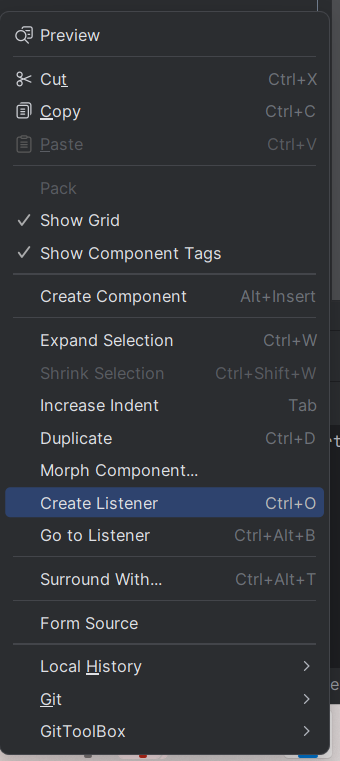 Preview
Cut Ctrl+X
Copy Ctrl+C
Paste Ctrl+V
Pack
Show Grid
Show Component Tags
Create Component Alt+Insert
Expand Selection Ctrl+W
Shrink Selection Ctrl+Shift+W
Increase Indent Tab
Duplicate Ctrl+D
Morph Component...
Create Listener Ctrl+O
Go to Listener Ctrl+Alt+B
Surround With... Ctrl+Alt+T
Form Source
Local History
Git
GitToolBox